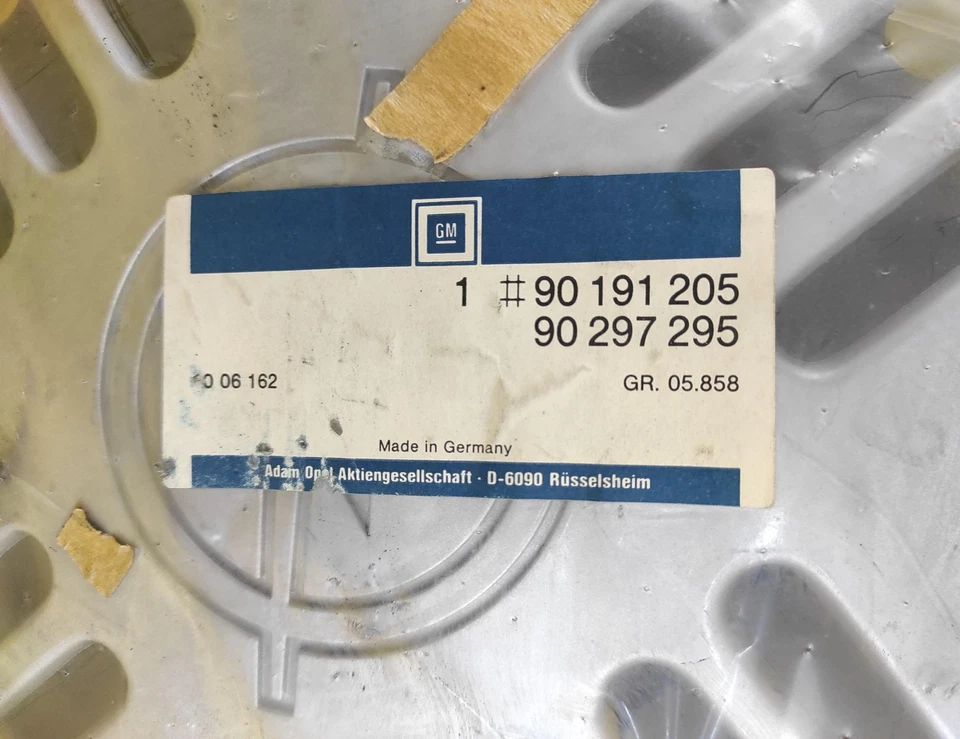 GM
1 # 90 191 205
90 297 295
0 06 162 GR. 05.858
Made in Germany
Adam Opel Aktiengesellschaft · D-6090 Rüsselsheim